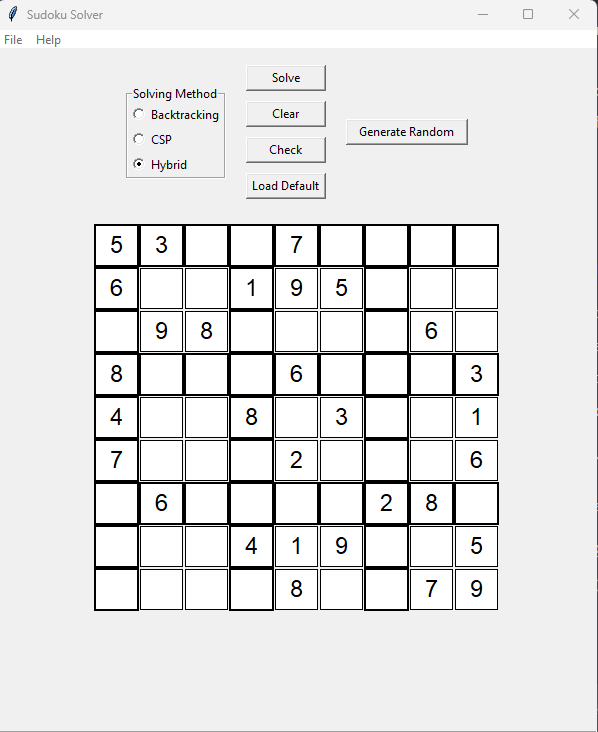 Sudoku Solver
File Help
Solving Method
Backtracking
CSP
Hybrid
Solve
Clear
Check
Load Default
Generate Random
5 3 7
6 1 9 5
9 8 6
8 6 3
4 8 3 1
7 2 6
6 2 8
4 1 9 5
8 7 9